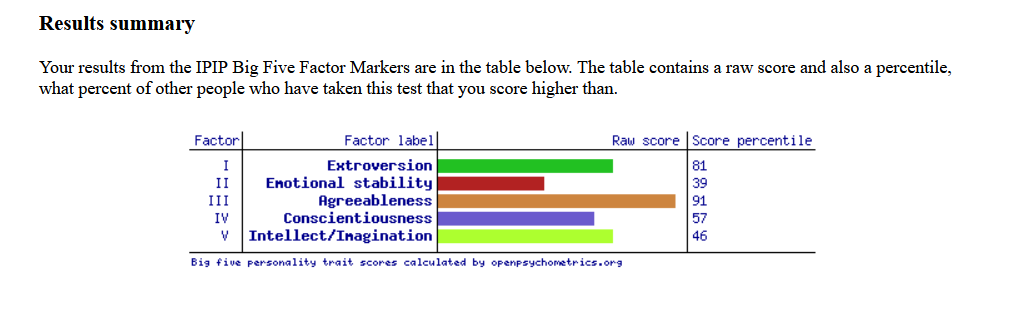 Results summary
Your results from the IPIP Big Five Factor Markers are in the table below. The table contains a raw score and also a percentile,
what percent of other people who have taken this test that you score higher than.
Factor Factor label Raw score Score percentile
I Extroversion 81
II Emotional stability 39
III Agreeableness 91
IV Conscientiousness 57
V Intellect/Imagination 46
Big five personality trait scores calculated by openpsychometrics.org